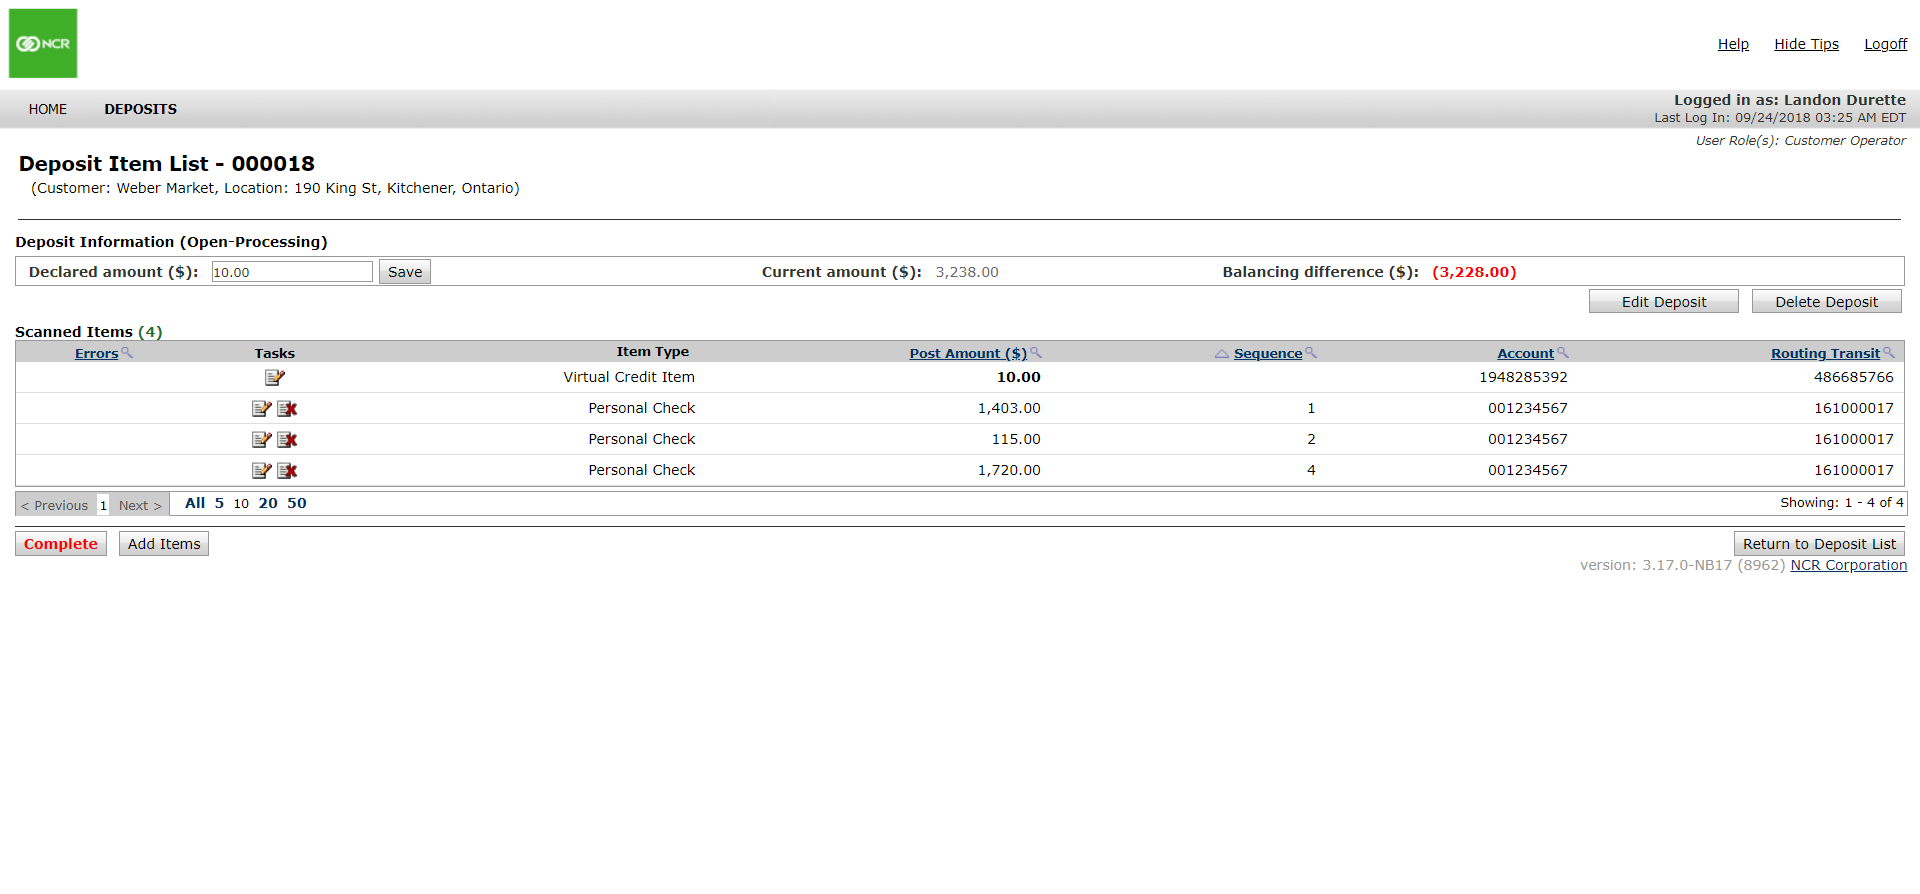 NCR
Help Hide Tips Logoff
HOME DEPOSITS
Logged in as: Landon Durette
Last Log In: 09/24/2018 03:25 AM EDT
User Role(s): Customer Operator
Deposit Item List - 000018
(Customer: Weber Market, Location: 190 King St, Kitchener, Ontario)
Deposit Information (Open-Processing)
Declared amount ($): 10.00 Save Current amount ($): 3,238.00 Balancing difference ($): (3,228.00)
Edit Deposit Delete Deposit
Scanned Items (4)
Errors Tasks Item Type Post Amount ($) Sequence Account Routing Transit
Virtual Credit Item 10.00 1948285392 486685766
Personal Check 1,403.00 1 001234567 161000017
Personal Check 115.00 2 001234567 161000017
Personal Check 1,720.00 4 001234567 161000017
< Previous 1 Next > All 5 10 20 50 Showing: 1 - 4 of 4
Complete Add Items Return to Deposit List
version: 3.17.0-NB17 (8962) NCR Corporation